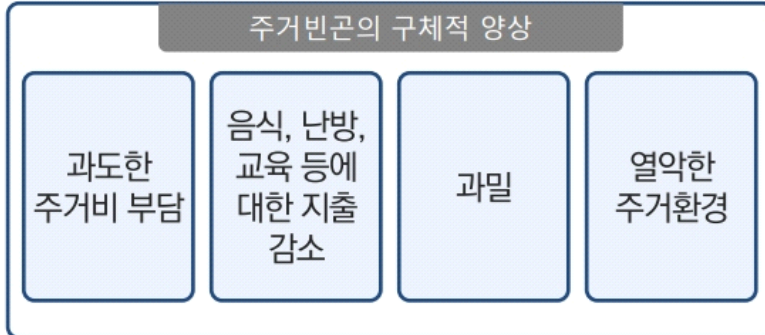 주거빈곤의 구체적 양상
과도한
주거비 부담
음식, 난방,
교육 등에
대한 지출
감소
과밀
열악한
주거환경